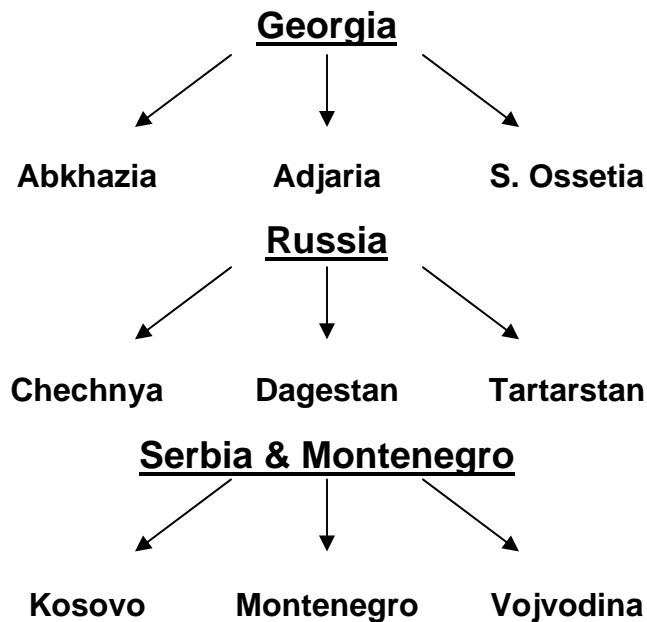 Georgia
Abkhazia Adjaria S. Ossetia
Russia
Chechnya Dagestan Tartarstan
Serbia & Montenegro
Kosovo Montenegro Vojvodina